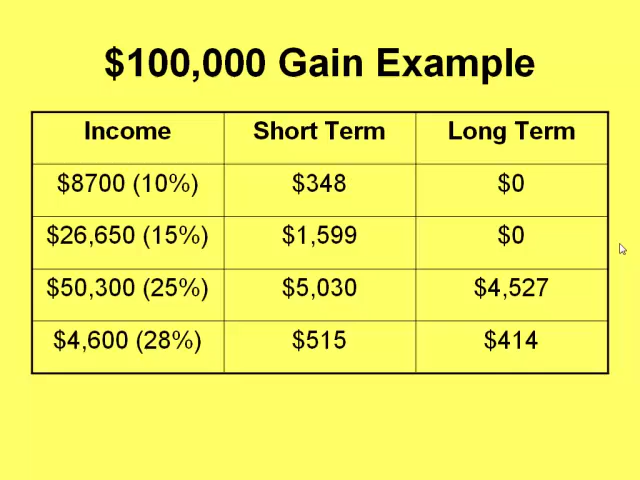 $100,000 Gain Example
Income Short Term Long Term
$8700 (10%) $348 $0
$26,650 (15%) $1,599 $0
$50,300 (25%) $5,030 $4,527
$4,600 (28%) $515 $414